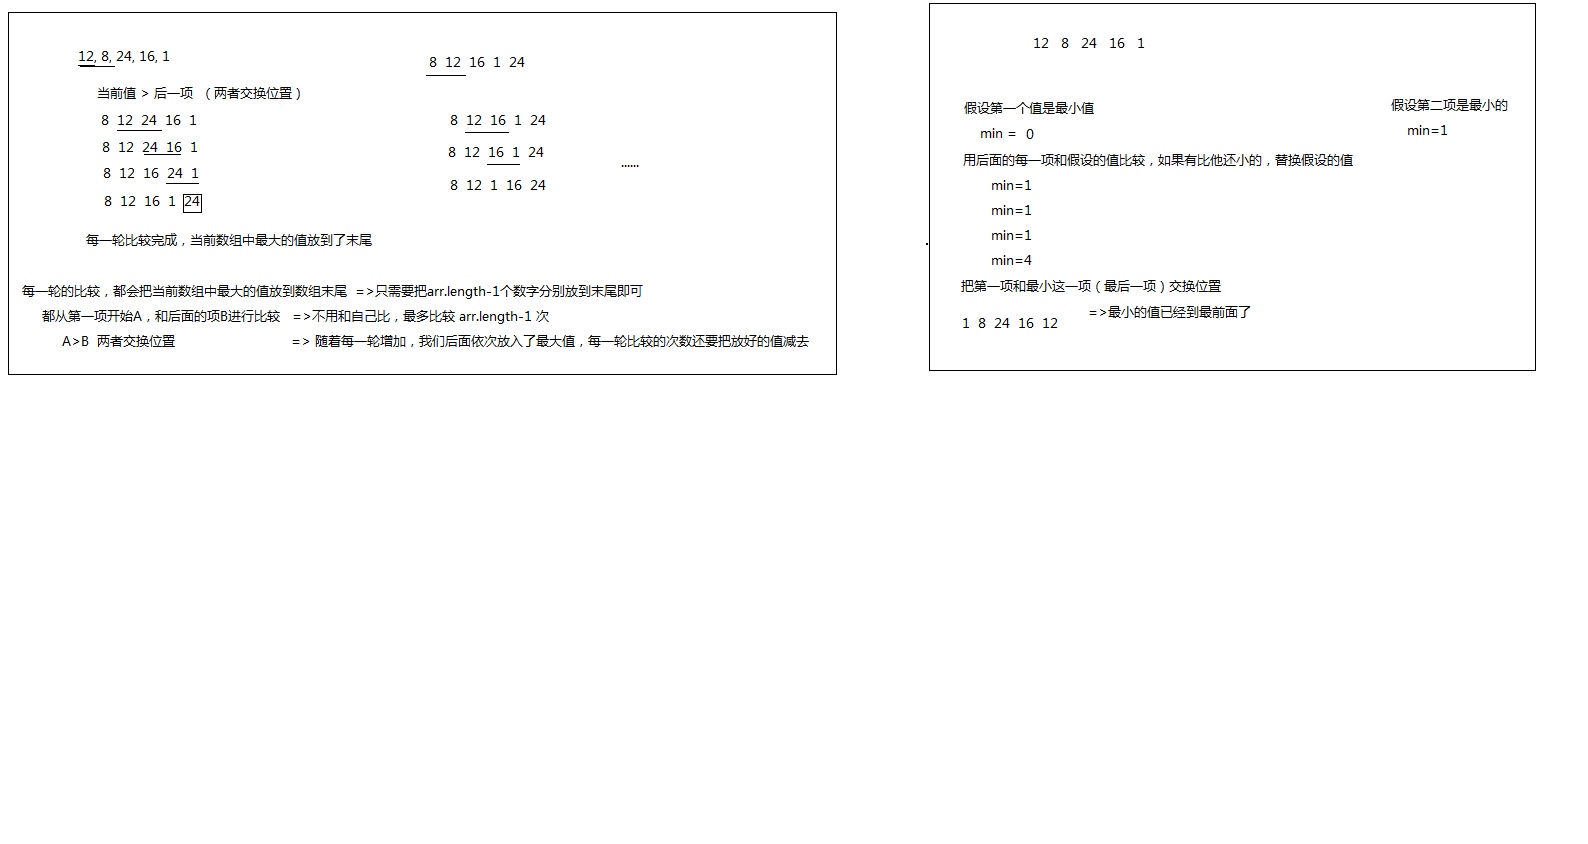 12, 8, 24, 16, 1
当前值 > 后一项 （两者交换位置）
8 12 24 16 1
8 12 24 16 1
8 12 16 24 1
8 12 16 1 24
每一轮比较完成，当前数组中最大的值放到了末尾
8 12 16 1 24
8 12 16 1 24
8 12 16 1 24
8 12 1 16 24
......
每一轮的比较，都会把当前数组中最大的值放到数组末尾 =>只需要把arr.length-1个数字分别放到末尾即可
都从第一项开始A，和后面的项B进行比较 =>不用和自己比，最多比较 arr.length-1 次
A>B 两者交换位置 => 随着每一轮增加，我们后面依次放入了最大值，每一轮比较的次数还要把放好的值减去
12 8 24 16 1
假设第一个值是最小值
min = 0
用后面的每一项和假设的值比较，如果有比他还小的，替换假设的值
min=1
min=1
min=1
min=4
把第一项和最小这一项（最后一项）交换位置
1 8 24 16 12 =>最小的值已经到最前面了
假设第二项是最小的
min=1